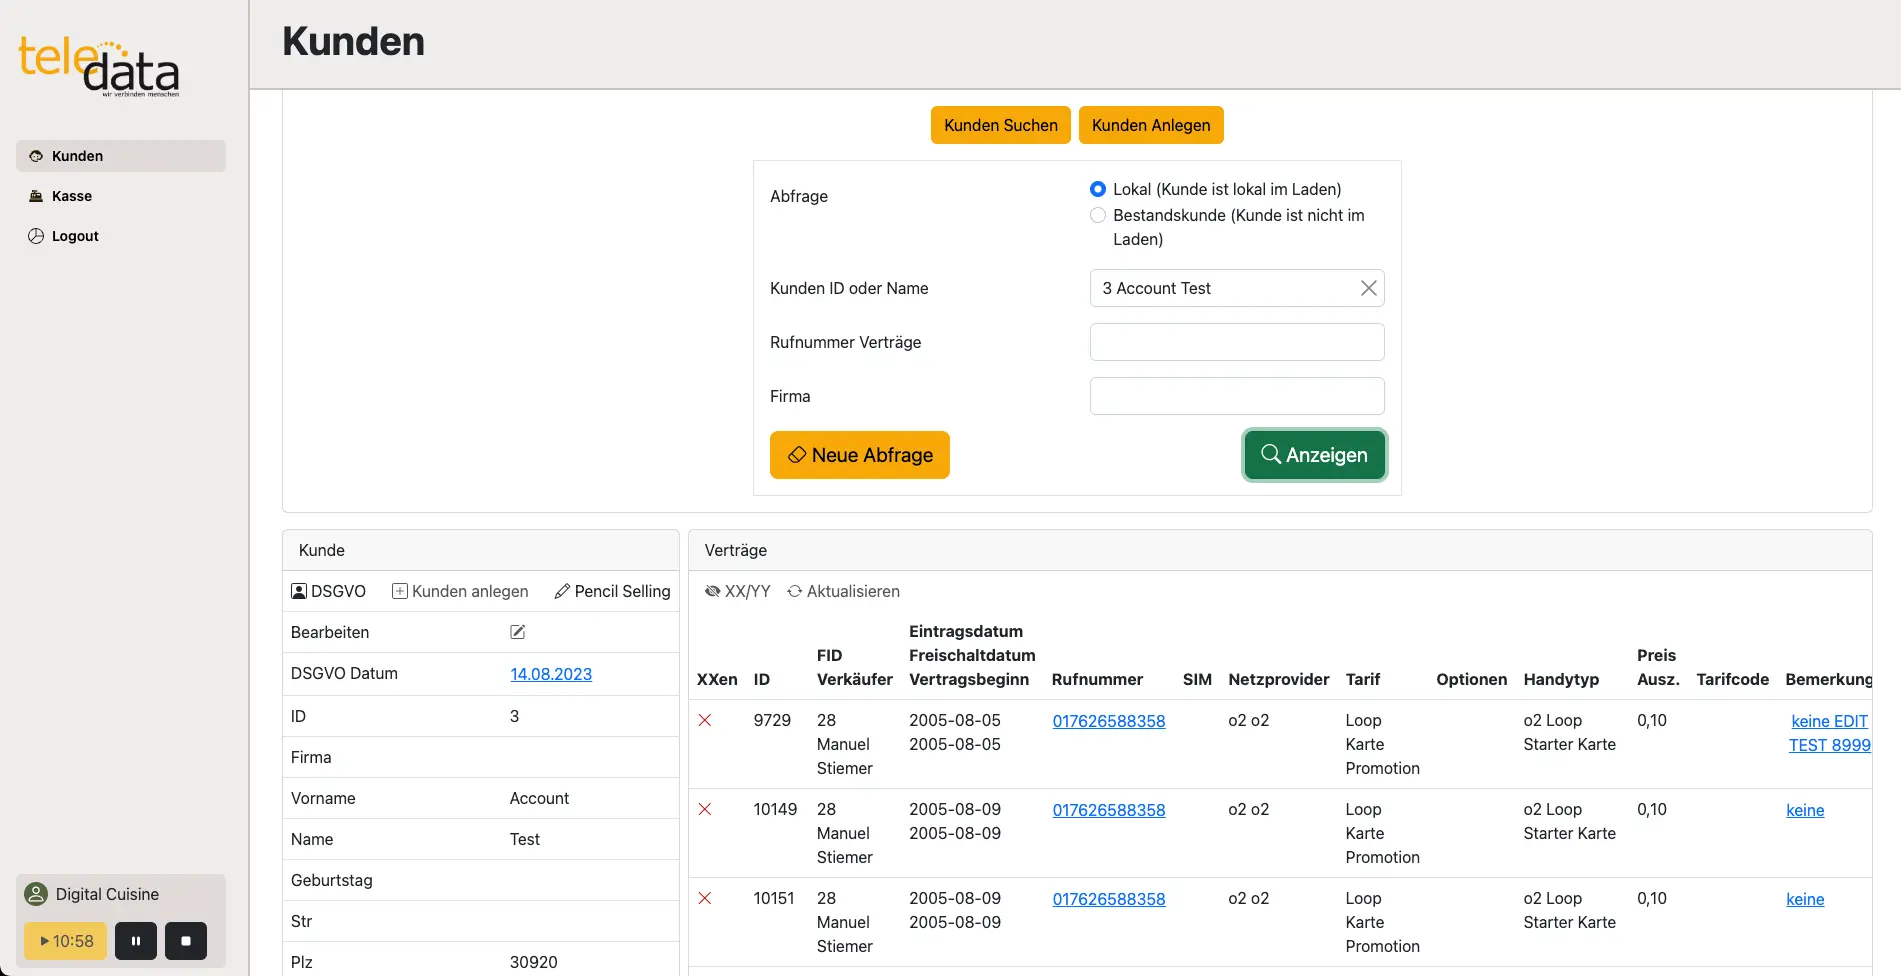 tele data
wir verbinden menschen
Kunden
Kasse
Logout
Digital Cuisine
10:58
Kunden
Kunden Suchen Kunden Anlegen
Abfrage
Lokal (Kunde ist lokal im Laden)
Bestandskunde (Kunde ist nicht im
Laden)
Kunden ID oder Name 3 Account Test
Rufnummer Verträge
Firma
Neue Abfrage Anzeigen
Kunde
DSGVO Kunden anlegen Pencil Selling
Bearbeiten
DSGVO Datum 14.08.2023
ID 3
Firma
Vorname Account
Name Test
Geburtstag
Str
Plz 30920
Verträge
XX/YY Aktualisieren
Eintragsdatum
FID Freischaltdatum Preis
XXen ID Verkäufer Vertragsbeginn Rufnummer SIM Netzprovider Tarif Optionen Handytyp Ausz. Tarifcode Bemerkung
9729 28 2005-08-05 017626588358 o2 o2 Loop o2 Loop 0,10 keine EDIT
Manuel 2005-08-05 Karte Starter Karte TEST 8999
Stiemer Promotion
10149 28 2005-08-09 017626588358 o2 o2 Loop o2 Loop 0,10 keine
Manuel 2005-08-09 Karte Starter Karte
Stiemer Promotion
10151 28 2005-08-09 017626588358 o2 o2 Loop o2 Loop 0,10 keine
Manuel 2005-08-09 Karte Starter Karte
Stiemer Promotion